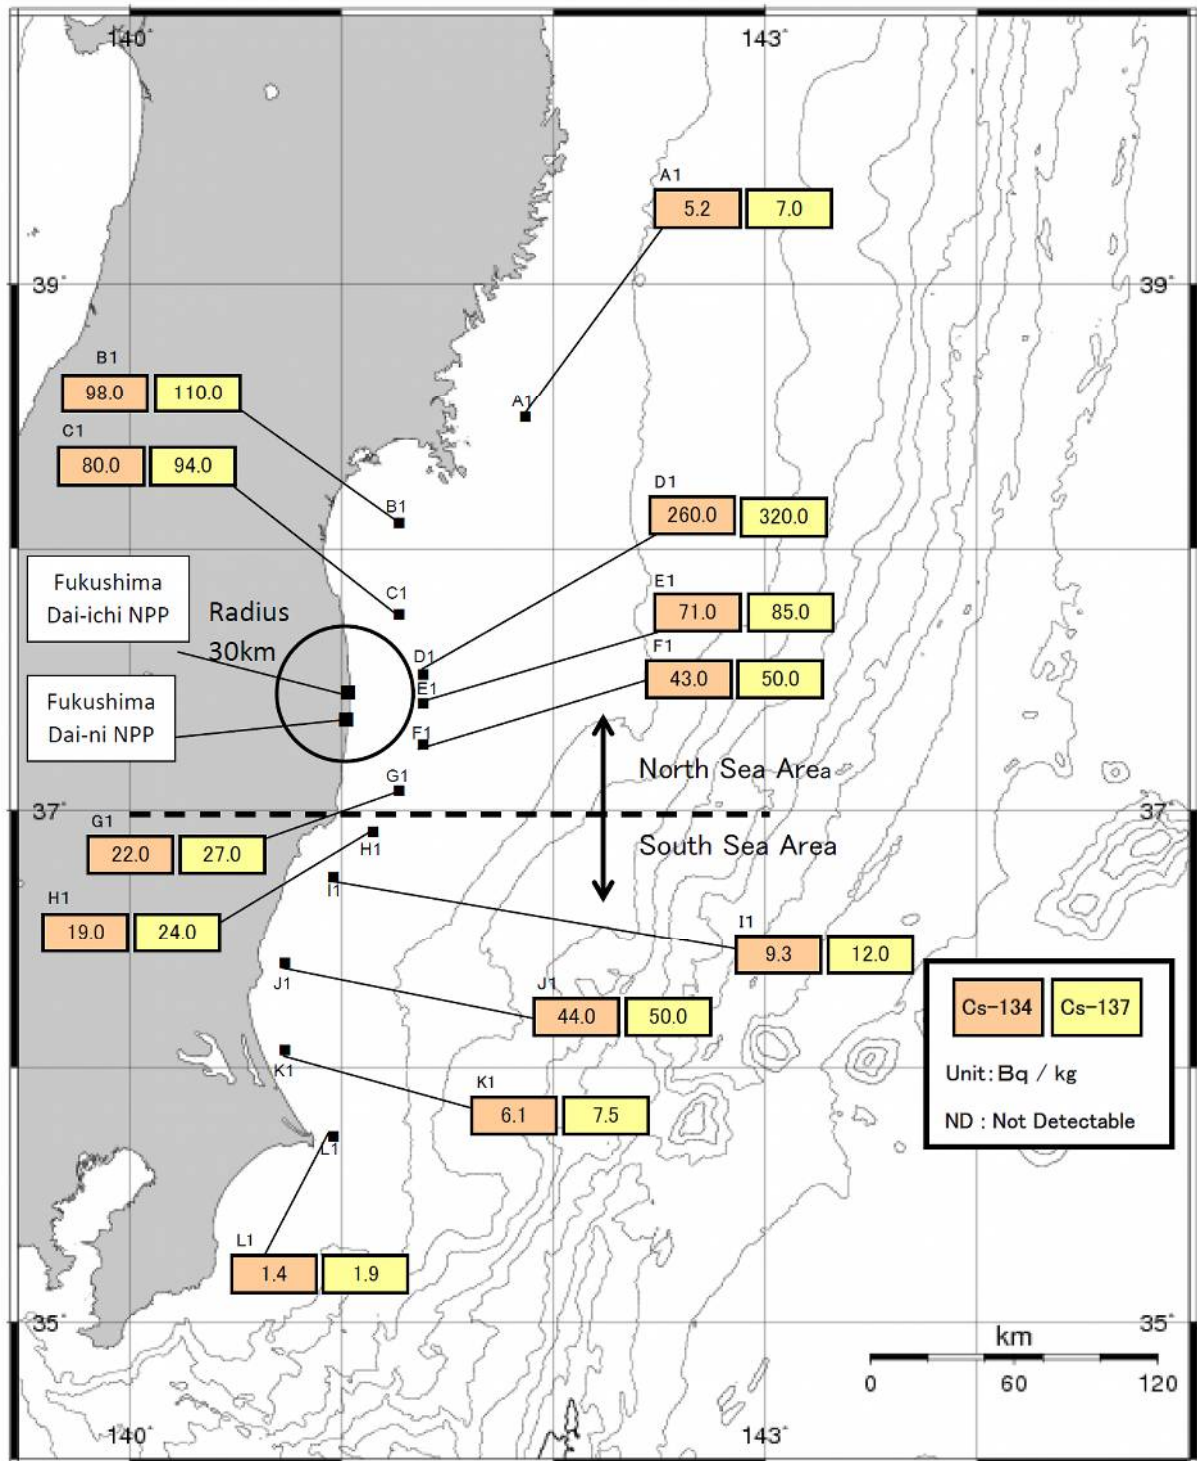 140°
143°
A1
5.2
7.0
39°
39°
B1
98.0
110.0
A1
C1
80.0
94.0
D1
260.0
320.0
B1
Fukushima
Dai-ichi NPP
Radius
30km
C1
E1
71.0
85.0
D1
F1
43.0
50.0
E1
Fukushima
Dai-ni NPP
F1
North Sea Area
G1
37°
37°
G1
22.0
27.0
H1
South Sea Area
I1
H1
19.0
24.0
I1
9.3
12.0
J1
J1
44.0
50.0
Cs-134
Cs-137
Unit: Bq / kg
ND : Not Detectable
K1
K1
6.1
7.5
L1
L1
1.4
1.9
35°
35°
km
0
60
120
140°
143°